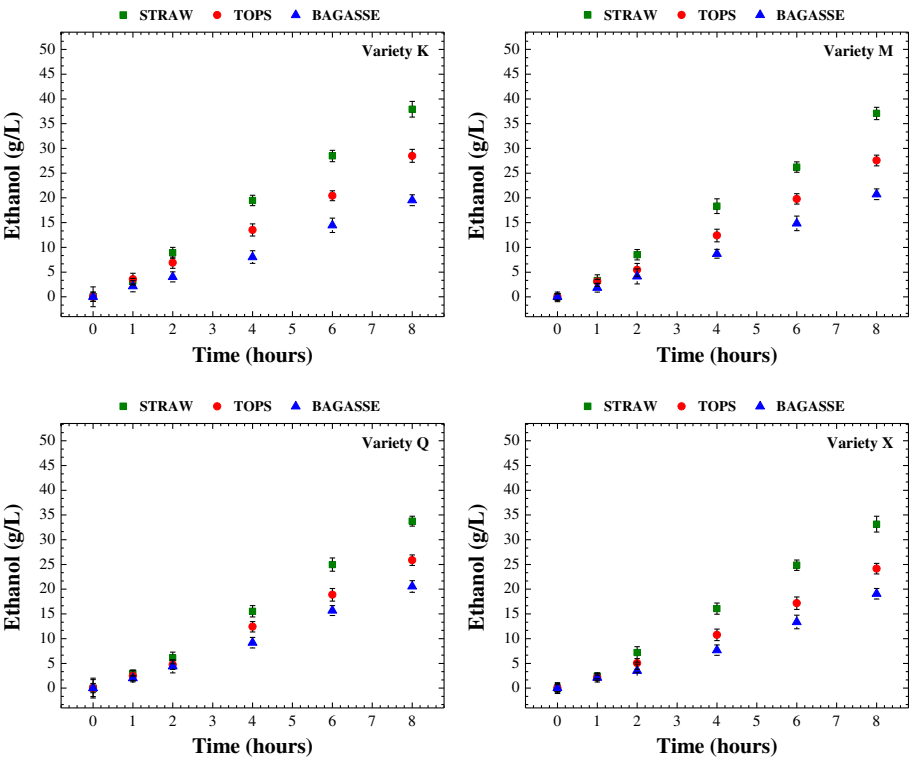 STRAW TOPS BAGASSE
Variety K
50
45
40
35
30
25
20
15
10
5
0
Ethanol (g/L)
0 1 2 3 4 5 6 7 8
Time (hours)
STRAW TOPS BAGASSE
Variety M
50
45
40
35
30
25
20
15
10
5
0
Ethanol (g/L)
0 1 2 3 4 5 6 7 8
Time (hours)
STRAW TOPS BAGASSE
Variety Q
50
45
40
35
30
25
20
15
10
5
0
Ethanol (g/L)
0 1 2 3 4 5 6 7 8
Time (hours)
STRAW TOPS BAGASSE
Variety X
50
45
40
35
30
25
20
15
10
5
0
Ethanol (g/L)
0 1 2 3 4 5 6 7 8
Time (hours)